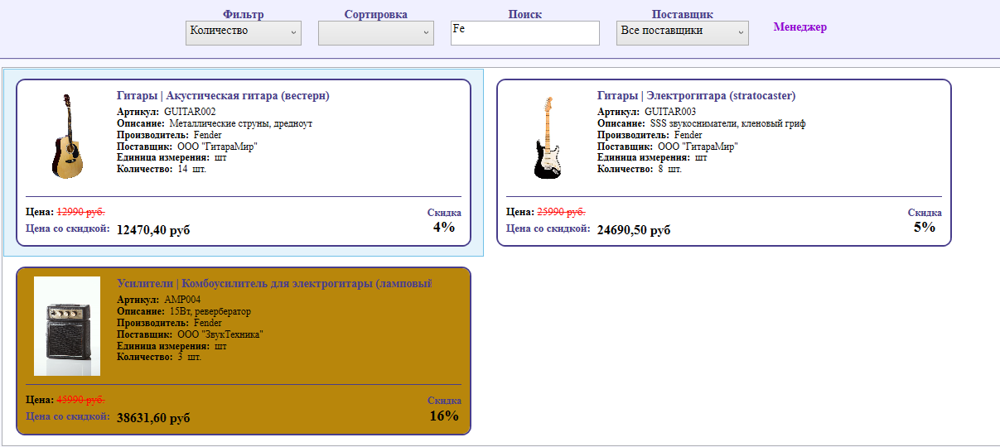 Фильтр Сортировка Поиск Поставщик
Количество Fe Все поставщики Менеджер
Гитары | Акустическая гитара (вестерн)
Артикул: GUITAR002
Описание: Металлические струны, дредноут
Производитель: Fender
Поставщик: ООО "ГитараМир"
Единица измерения: шт
Количество: 14 шт.
Цена: 12990 руб.
Цена со скидкой: 12470,40 руб
Скидка
4%
Гитары | Электрогитара (stratocaster)
Артикул: GUITAR003
Описание: SSS звукосниматели, кленовый гриф
Производитель: Fender
Поставщик: ООО "ГитараМир"
Единица измерения: шт
Количество: 8 шт.
Цена: 25990 руб.
Цена со скидкой: 24690,50 руб
Скидка
5%
Усилители | Комбоусилитель для электрогитары (ламповый
Артикул: AMP004
Описание: 15Вт, ревербератор
Производитель: Fender
Поставщик: ООО "ЗвукТехника"
Единица измерения: шт
Количество: 3 шт.
Цена: 45990 руб.
Цена со скидкой: 38631,60 руб
Скидка
16%